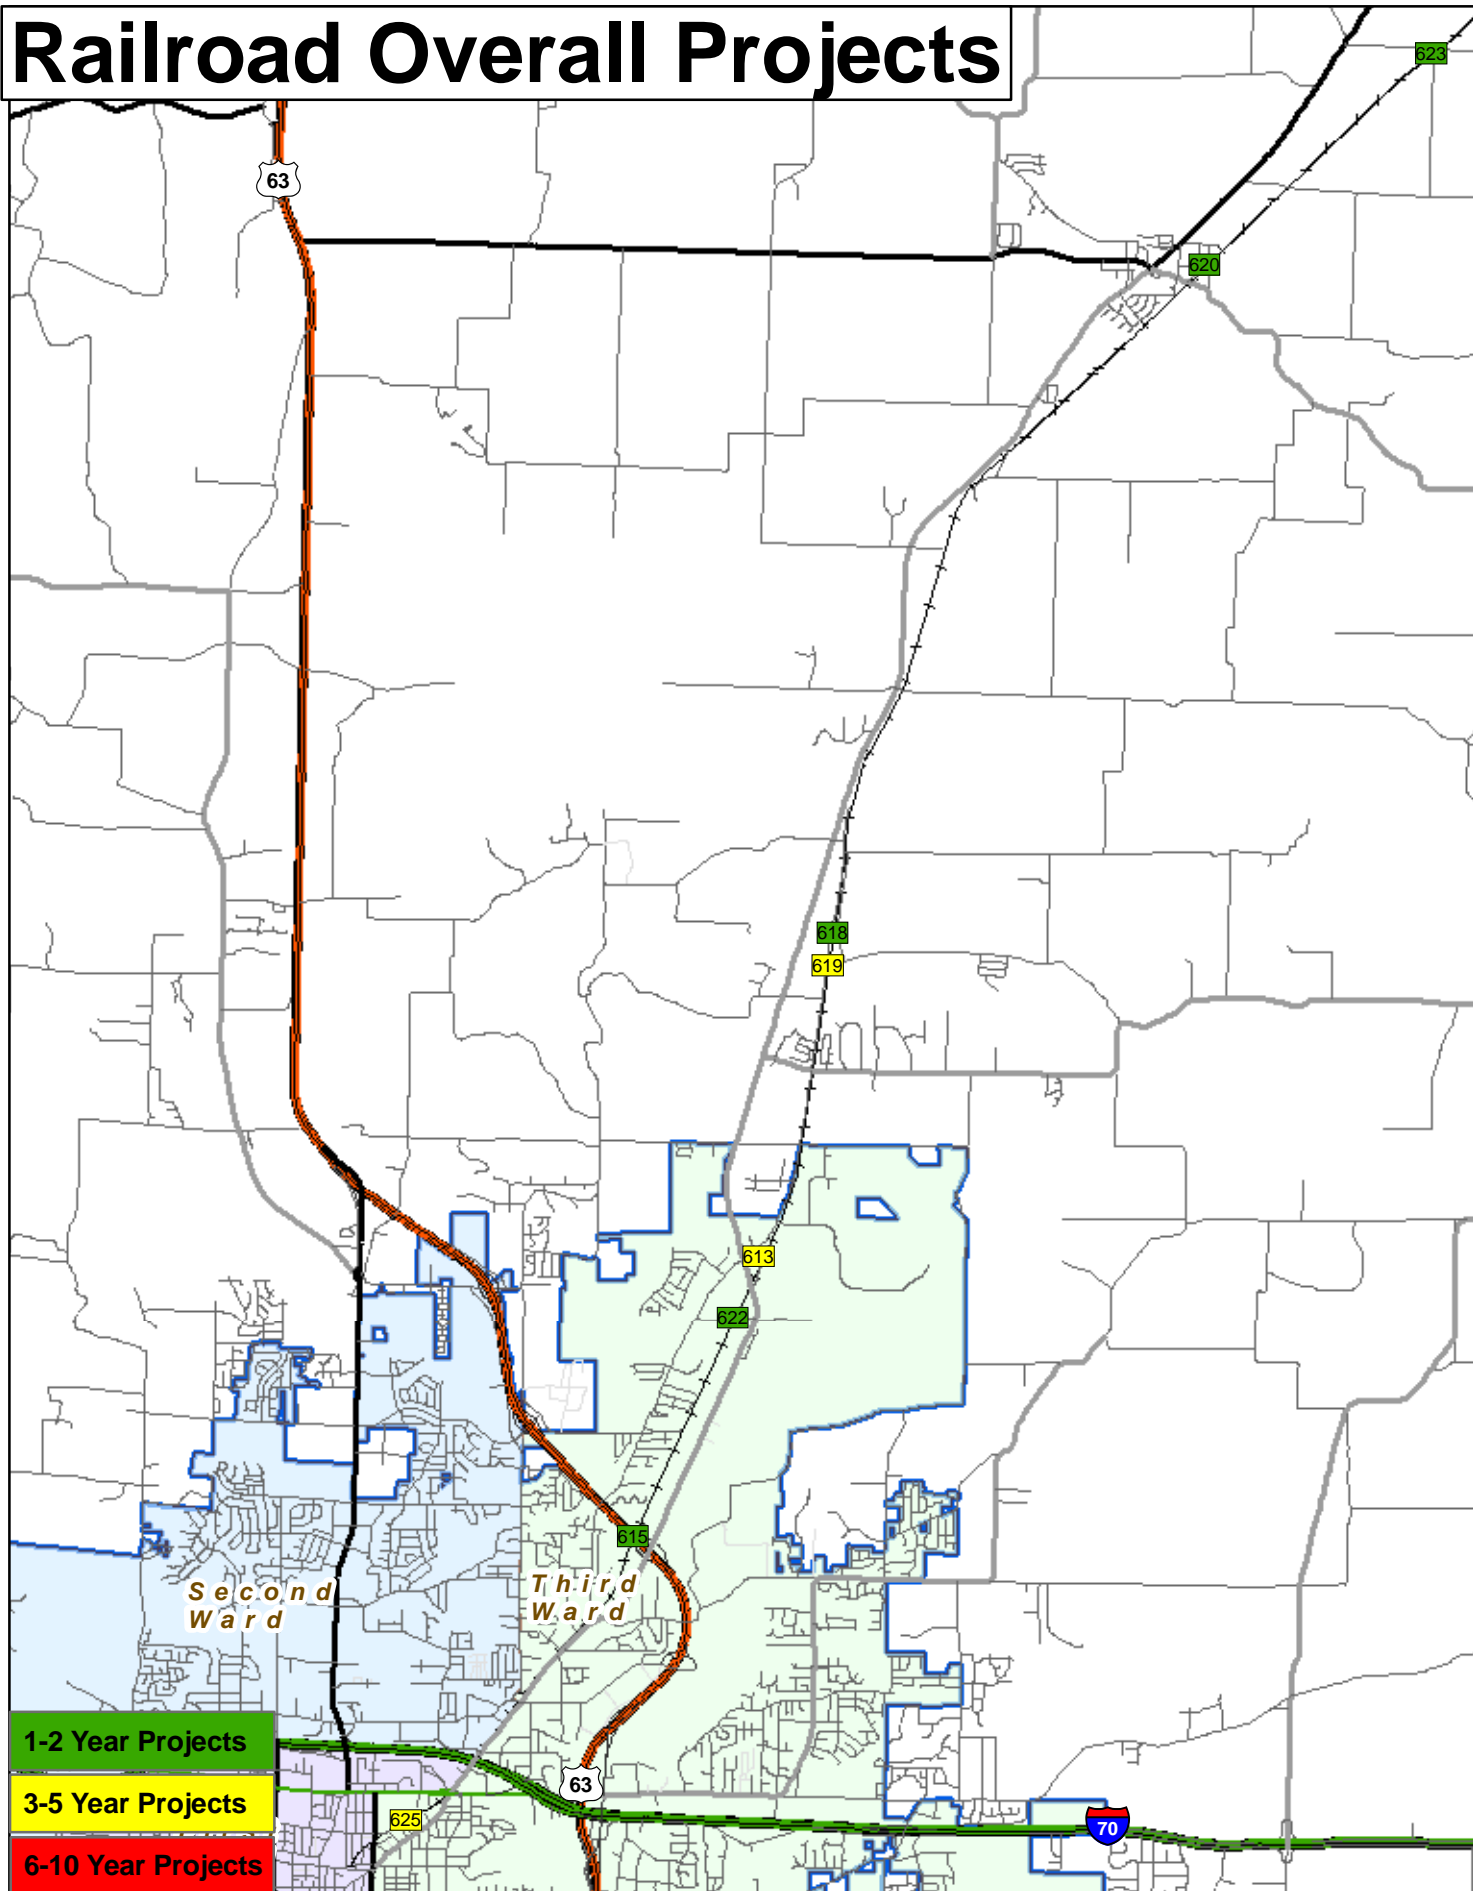 Railroad Overall Projects
623
63
620
618
619
613
622
615
Second
Ward
Third
Ward
1-2 Year Projects
63
3-5 Year Projects
625
70
6-10 Year Projects